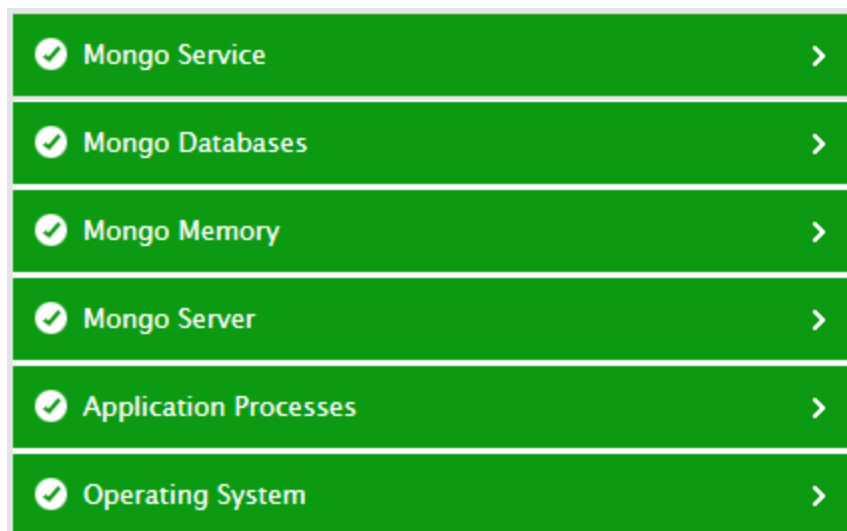 Mongo Service
Mongo Databases
Mongo Memory
Mongo Server
Application Processes
Operating System